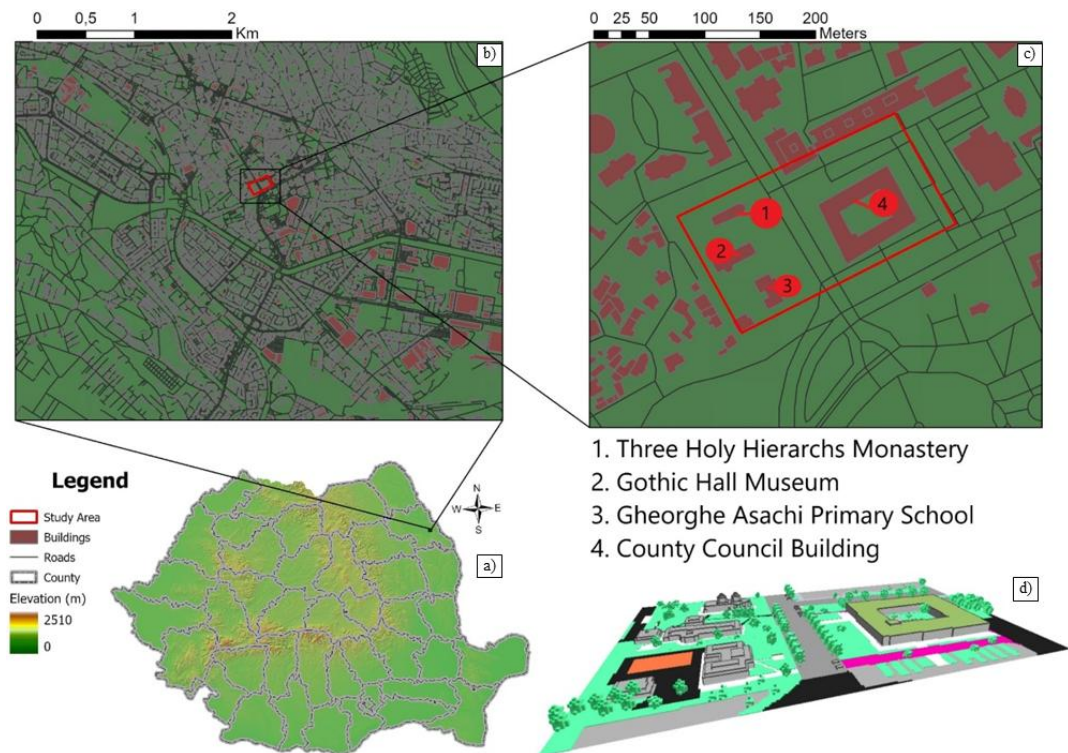 0 0,5 1 2
Km
b)
0 25 50 100 150 200
Meters
c)
1
2
3
4
1. Three Holy Hierarchs Monastery
2. Gothic Hall Museum
3. Gheorghe Asachi Primary School
4. County Council Building
Legend
Study Area
Buildings
Roads
County
Elevation (m)
2510
0
N
W E
S
a)
d)